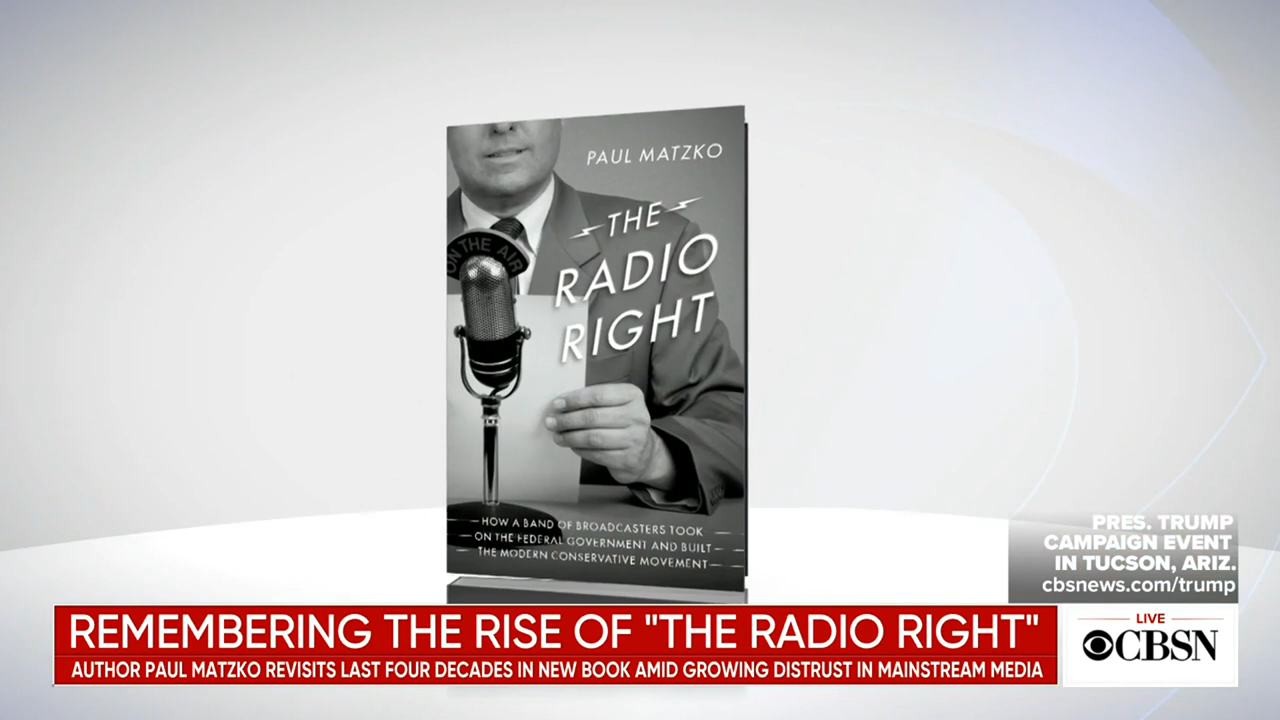 PAUL MATZKO
THE
RADIO
RIGHT
ON THE AIR
HOW A BAND OF BROADCASTERS TOOK
ON THE FEDERAL GOVERNMENT AND BUILT
THE MODERN CONSERVATIVE MOVEMENT
PRES. TRUMP
CAMPAIGN EVENT
IN TUCSON, ARIZ.
cbsnews.com/trump
REMEMBERING THE RISE OF "THE RADIO RIGHT"
AUTHOR PAUL MATZKO REVISITS LAST FOUR DECADES IN NEW BOOK AMID GROWING DISTRUST IN MAINSTREAM MEDIA
LIVE
CBSN